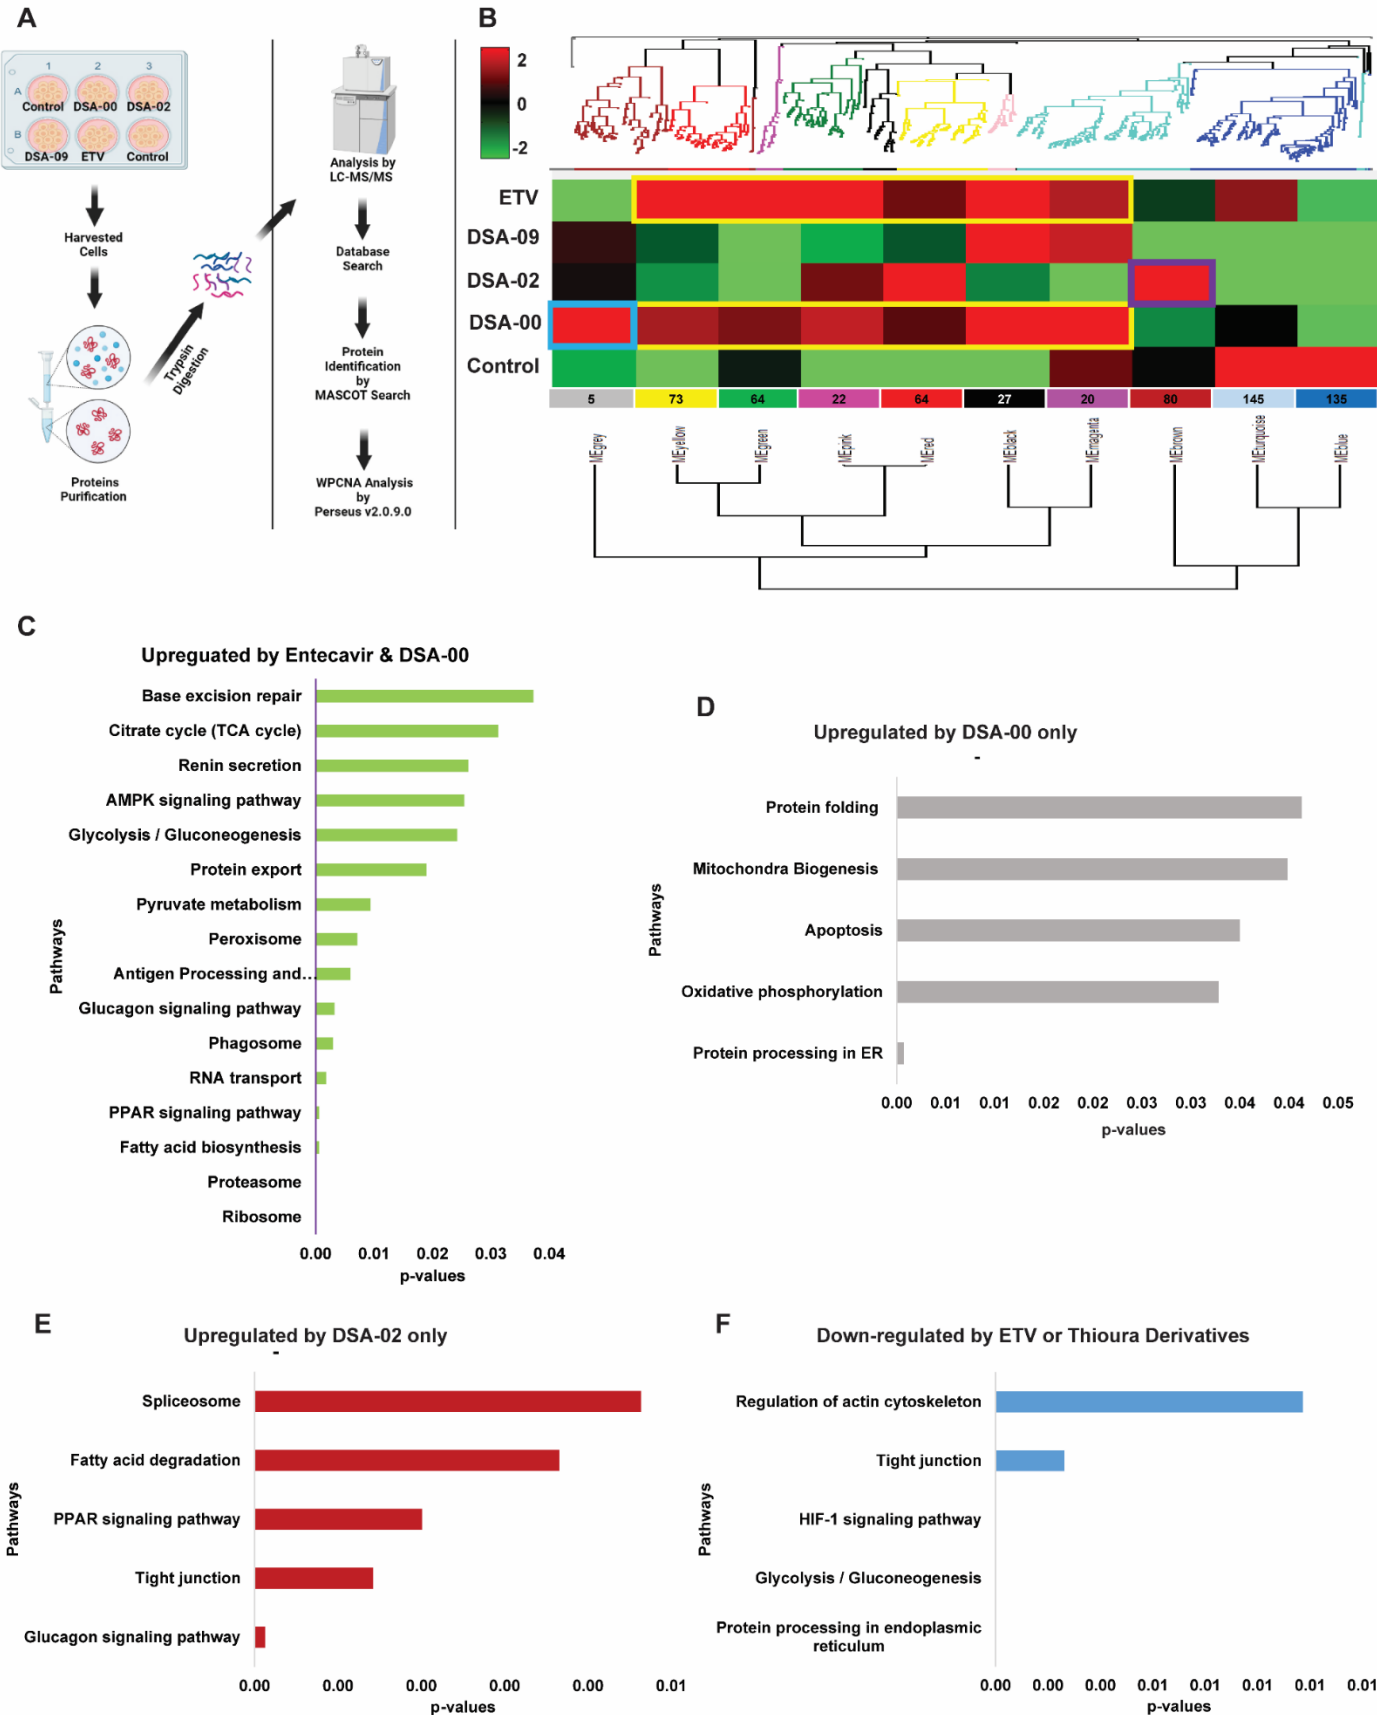 A
1 2 3
A
Control DSA-00 DSA-02
B
DSA-09 ETV Control
Harvested
Cells
Proteins
Purification
Trypsin
Digestion
Analysis by
LC-MS/MS
Database
Search
Protein
Identification
by
MASCOT Search
WPCNA Analysis
by
Perseus v2.0.9.0
B
2
0
-2
ETV
DSA-09
DSA-02
DSA-00
Control
5 73 64 22 64 27 20 80 145 135
MEgrey MEyellow MEgreen MEpink MEred MEblack MEmagenta MEbrown MEturquoise MEblue
C
Upreguated by Entecavir & DSA-00
Pathways
Base excision repair
Citrate cycle (TCA cycle)
Renin secretion
AMPK signaling pathway
Glycolysis / Gluconeogenesis
Protein export
Pyruvate metabolism
Peroxisome
Antigen Processing and…
Glucagon signaling pathway
Phagosome
RNA transport
PPAR signaling pathway
Fatty acid biosynthesis
Proteasome
Ribosome
0.00 0.01 0.02 0.03 0.04
p-values
D
Upregulated by DSA-00 only
-
Pathways
Protein folding
Mitochondra Biogenesis
Apoptosis
Oxidative phosphorylation
Protein processing in ER
0.00 0.01 0.01 0.02 0.02 0.03 0.03 0.04 0.04 0.05
p-values
E
Upregulated by DSA-02 only
-
Pathways
Spliceosome
Fatty acid degradation
PPAR signaling pathway
Tight junction
Glucagon signaling pathway
0.00 0.00 0.00 0.00 0.00 0.01
p-values
F
Down-regulated by ETV or Thioura Derivatives
Pathways
Regulation of actin cytoskeleton
Tight junction
HIF-1 signaling pathway
Glycolysis / Gluconeogenesis
Protein processing in endoplasmic
reticulum
0.00 0.00 0.00 0.01 0.01 0.01 0.01 0.01
p-values